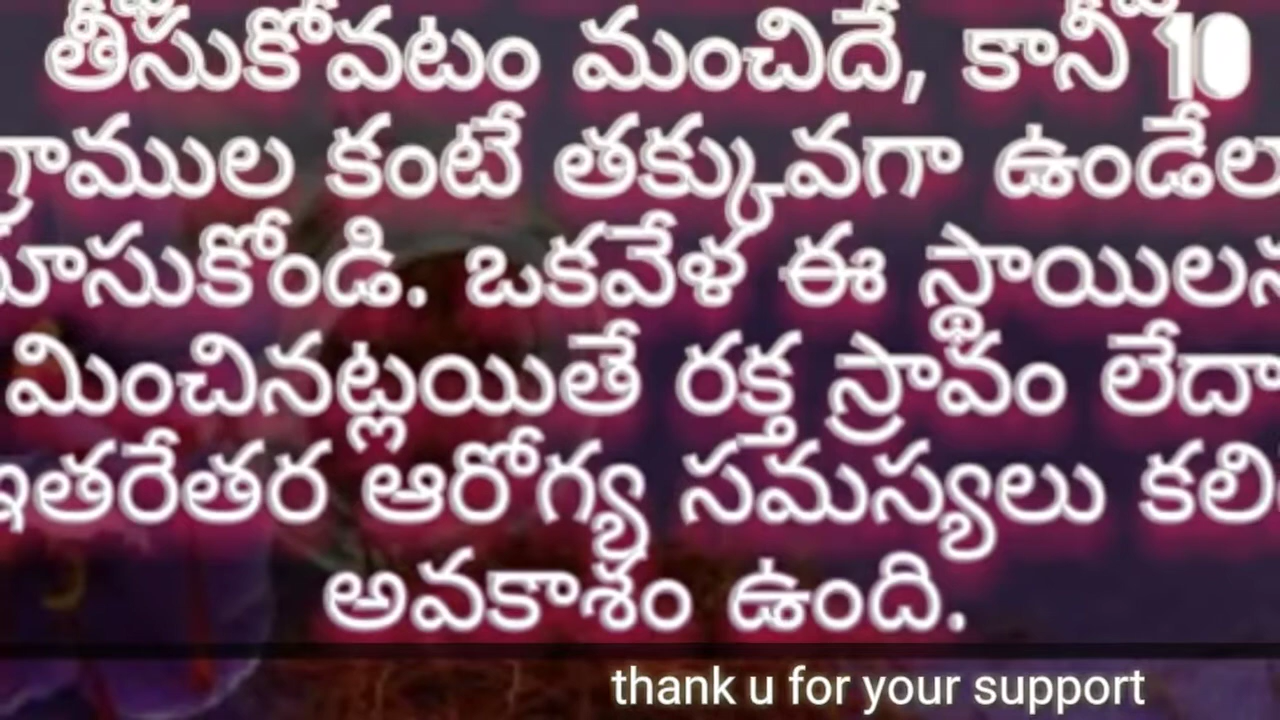 తీసుకోవటం మంచిదే, కానీ 10
గ్రాముల కంటే తక్కువగా ఉండేలా
చూసుకోండి. ఒకవేళ ఈ స్థాయిలను
మించినట్లయితే రక్త స్రావం లేదా
ఇతరేతర ఆరోగ్య సమస్యలు కలిగే
అవకాశం ఉంది.
thank u for your support